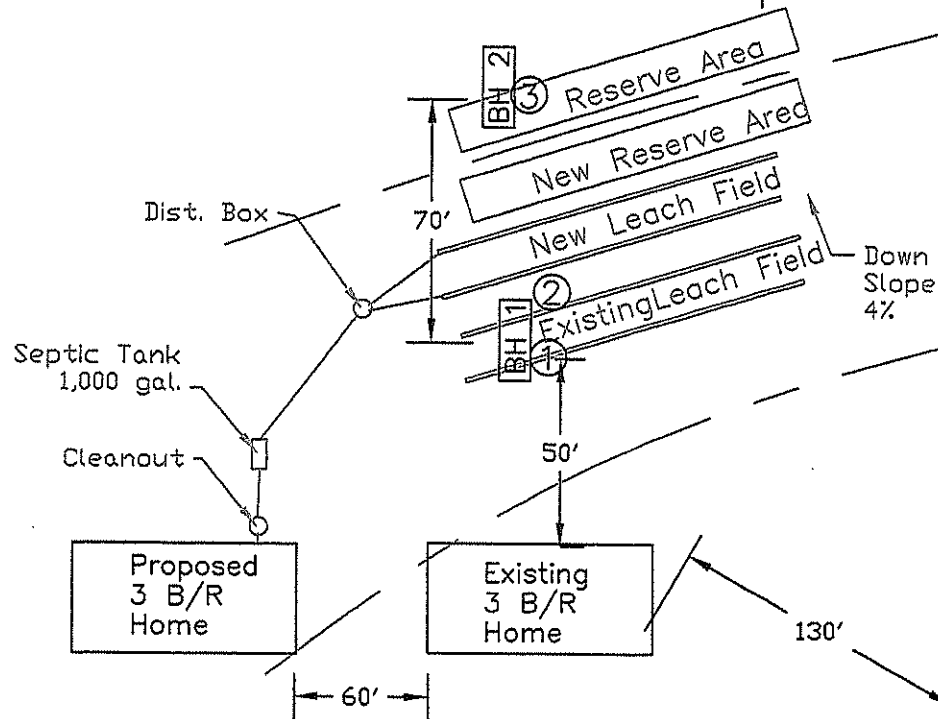 BH 2
3
Reserve Area
New Reserve Area
Dist. Box
70'
New Leach Field
Down
Slope
4%
2
ExistingLeach Field
BH 1
1
Septic Tank
1,000 gal.
50'
Cleanout
Proposed
3 B/R
Home
Existing
3 B/R
Home
130'
60'